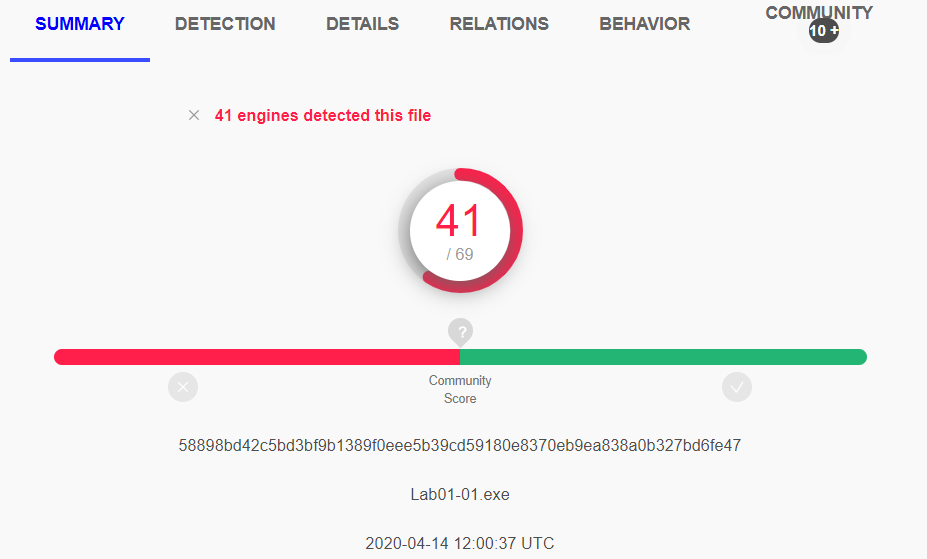 SUMMARY DETECTION DETAILS RELATIONS BEHAVIOR COMMUNITY
10 +
41 engines detected this file
41
/ 69
?
Community
Score
58898bd42c5bd3bf9b1389f0eee5b39cd59180e8370eb9ea838a0b327bd6fe47
Lab01-01.exe
2020-04-14 12:00:37 UTC